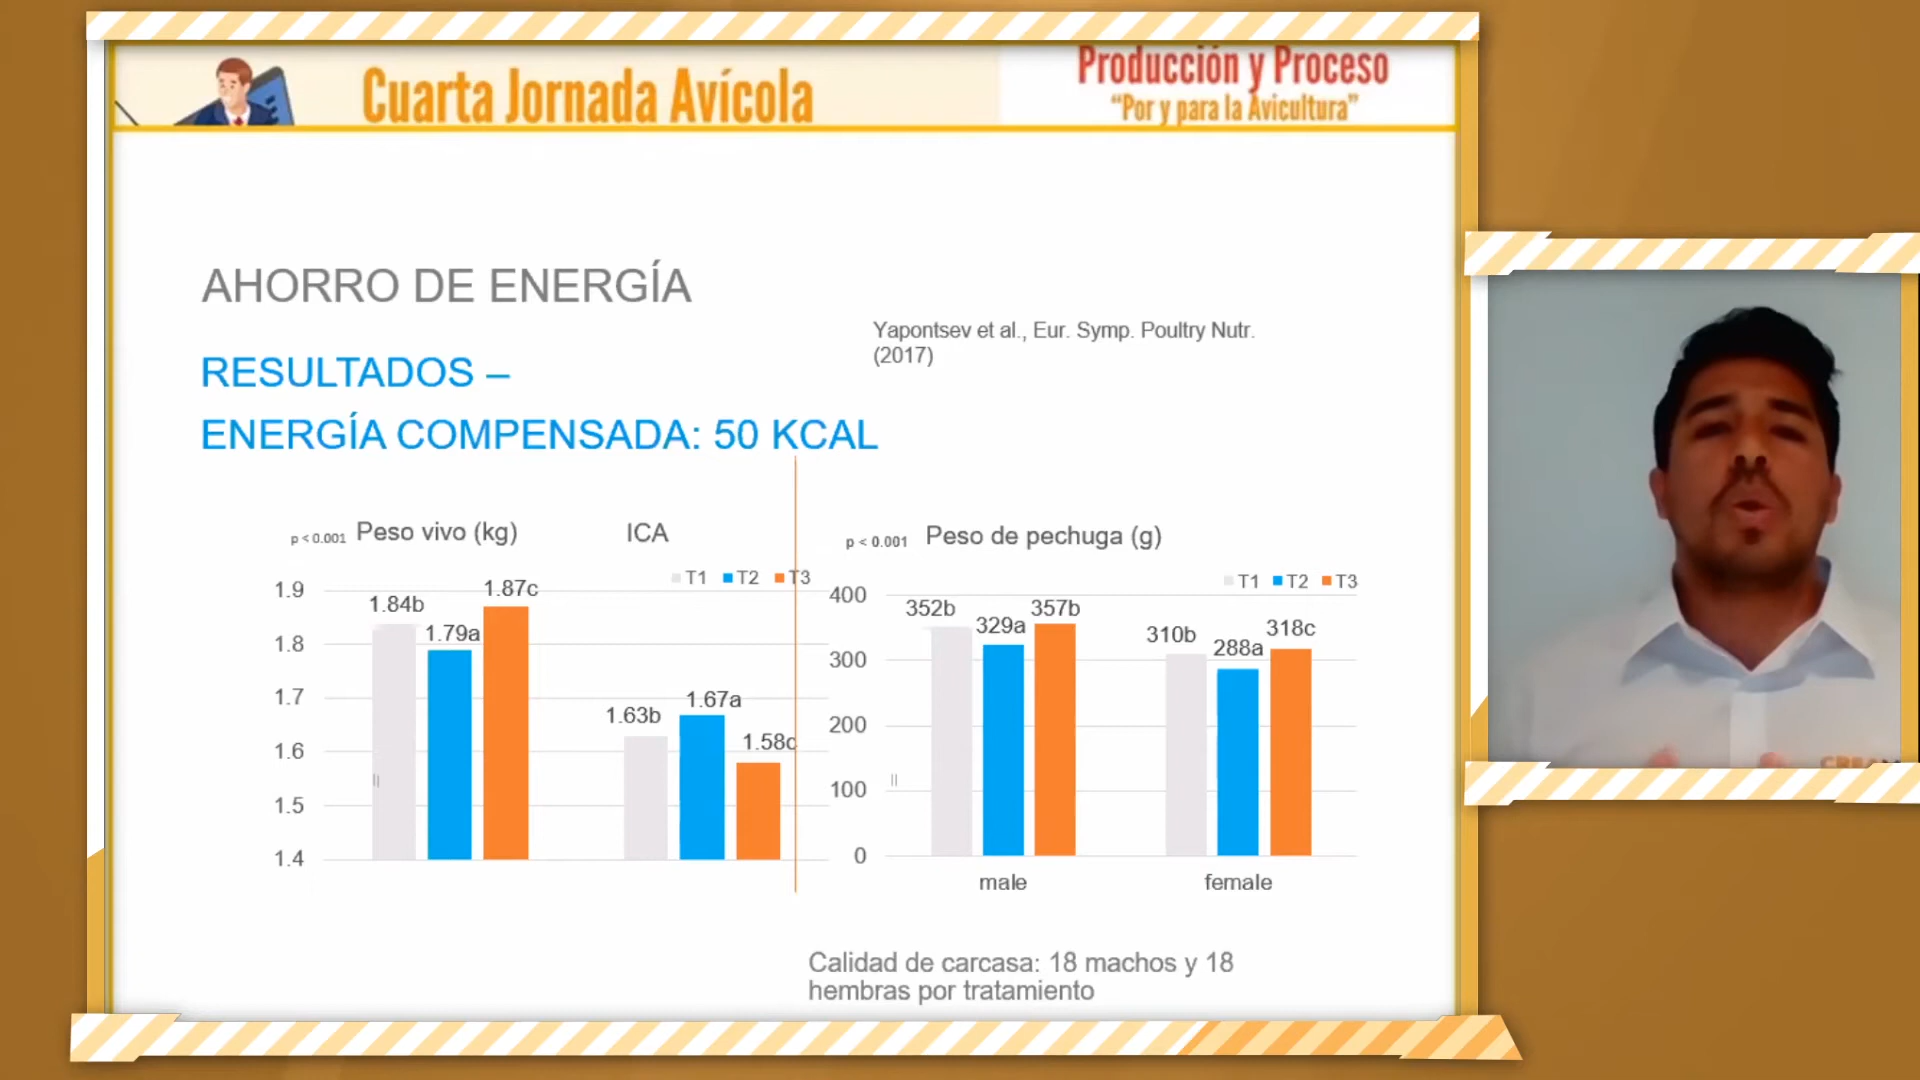 Cuarta Jornada Avícola
Producción y Proceso
“Por y para la Avicultura”
AHORRO DE ENERGÍA
Yapontsev et al., Eur. Symp. Poultry Nutr.
(2017)
RESULTADOS –
ENERGÍA COMPENSADA: 50 KCAL
p < 0.001 Peso vivo (kg)
ICA
T1 T2 T3
1.9
1.8
1.7
1.6
1.5
1.4
1.84b
1.79a
1.87c
1.63b
1.67a
1.58c
p < 0.001 Peso de pechuga (g)
T1 T2 T3
400
300
200
100
0
352b
329a
357b
310b
288a
318c
male
female
Calidad de carcasa: 18 machos y 18
hembras por tratamiento